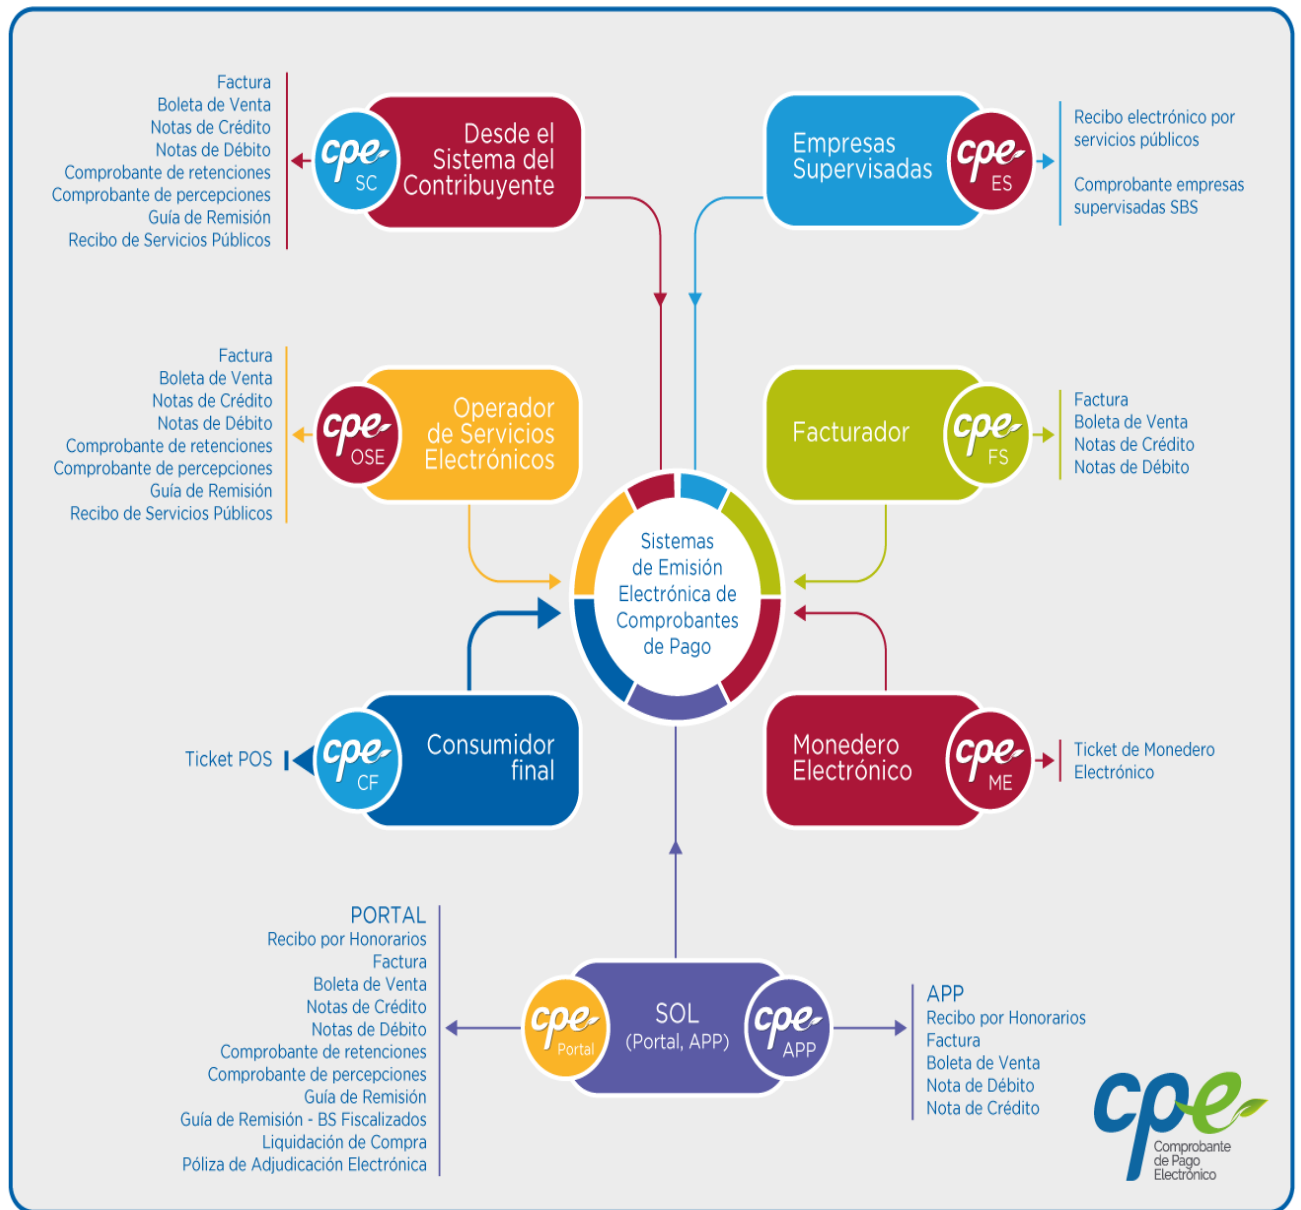 Factura
Boleta de Venta
Notas de Crédito
Notas de Débito
Comprobante de retenciones
Comprobante de percepciones
Guía de Remisión
Recibo de Servicios Públicos
cpe
SC
Desde el
Sistema del
Contribuyente
Empresas
Supervisadas
cpe
ES
Recibo electrónico por
servicios públicos
Comprobante empresas
supervisadas SBS
Factura
Boleta de Venta
Notas de Crédito
Notas de Débito
Comprobante de retenciones
Comprobante de percepciones
Guía de Remisión
Recibo de Servicios Públicos
cpe
OSE
Operador
de Servicios
Electrónicos
Facturador
cpe
FS
Factura
Boleta de Venta
Notas de Crédito
Notas de Débito
Sistemas
de Emisión
Electrónica de
Comprobantes
de Pago
Ticket POS
cpe
CF
Consumidor
final
Monedero
Electrónico
cpe
ME
Ticket de Monedero
Electrónico
PORTAL
Recibo por Honorarios
Factura
Boleta de Venta
Notas de Crédito
Notas de Débito
Comprobante de retenciones
Comprobante de percepciones
Guía de Remisión
Guía de Remisión - BS Fiscalizados
Liquidación de Compra
Póliza de Adjudicación Electrónica
cpe
Portal
SOL
(Portal, APP)
cpe
APP
APP
Recibo por Honorarios
Factura
Boleta de Venta
Nota de Débito
Nota de Crédito
cpe
Comprobante
de Pago
Electrónico